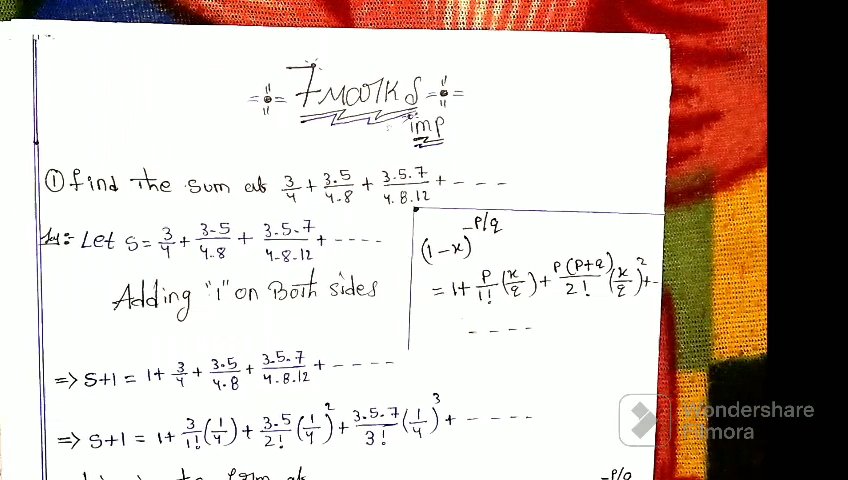 7 marks
imp
① find the sum of 3/4 + 3.5/4.8 + 3.5.7/4.8.12 + - - - -
Sol: Let S = 3/4 + 3.5/4.8 + 3.5.7/4.8.12 + - - - -
Adding "1" on Both sides
(1-x)^-P/q
= 1 + P/1! (x/q) + P(P+q)/2! (x/q)^2 + - -
- - - -
=> S+1 = 1 + 3/4 + 3.5/4.8 + 3.5.7/4.8.12 + - - - -
=> S+1 = 1 + 3/1! (1/4) + 3.5/2! (1/4)^2 + 3.5.7/3! (1/4)^3 + - - - -
Wondershare
Filmora